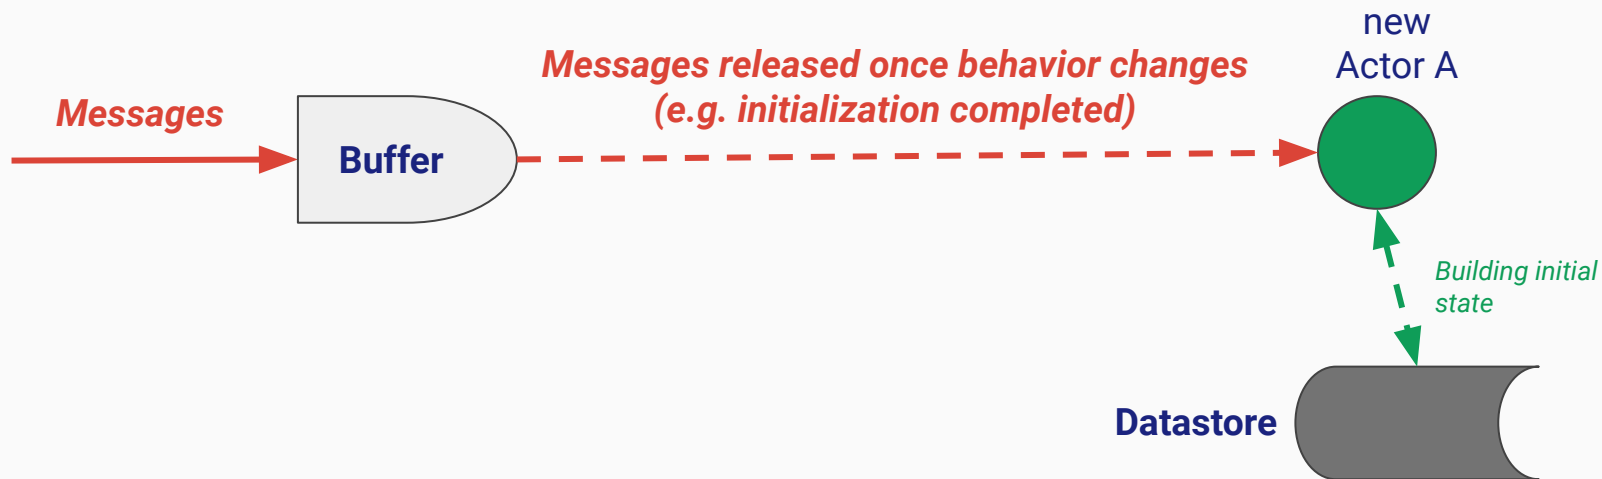 new
Actor A
Messages released once behavior changes
(e.g. initialization completed)
Messages
Buffer
Building initial
state
Datastore